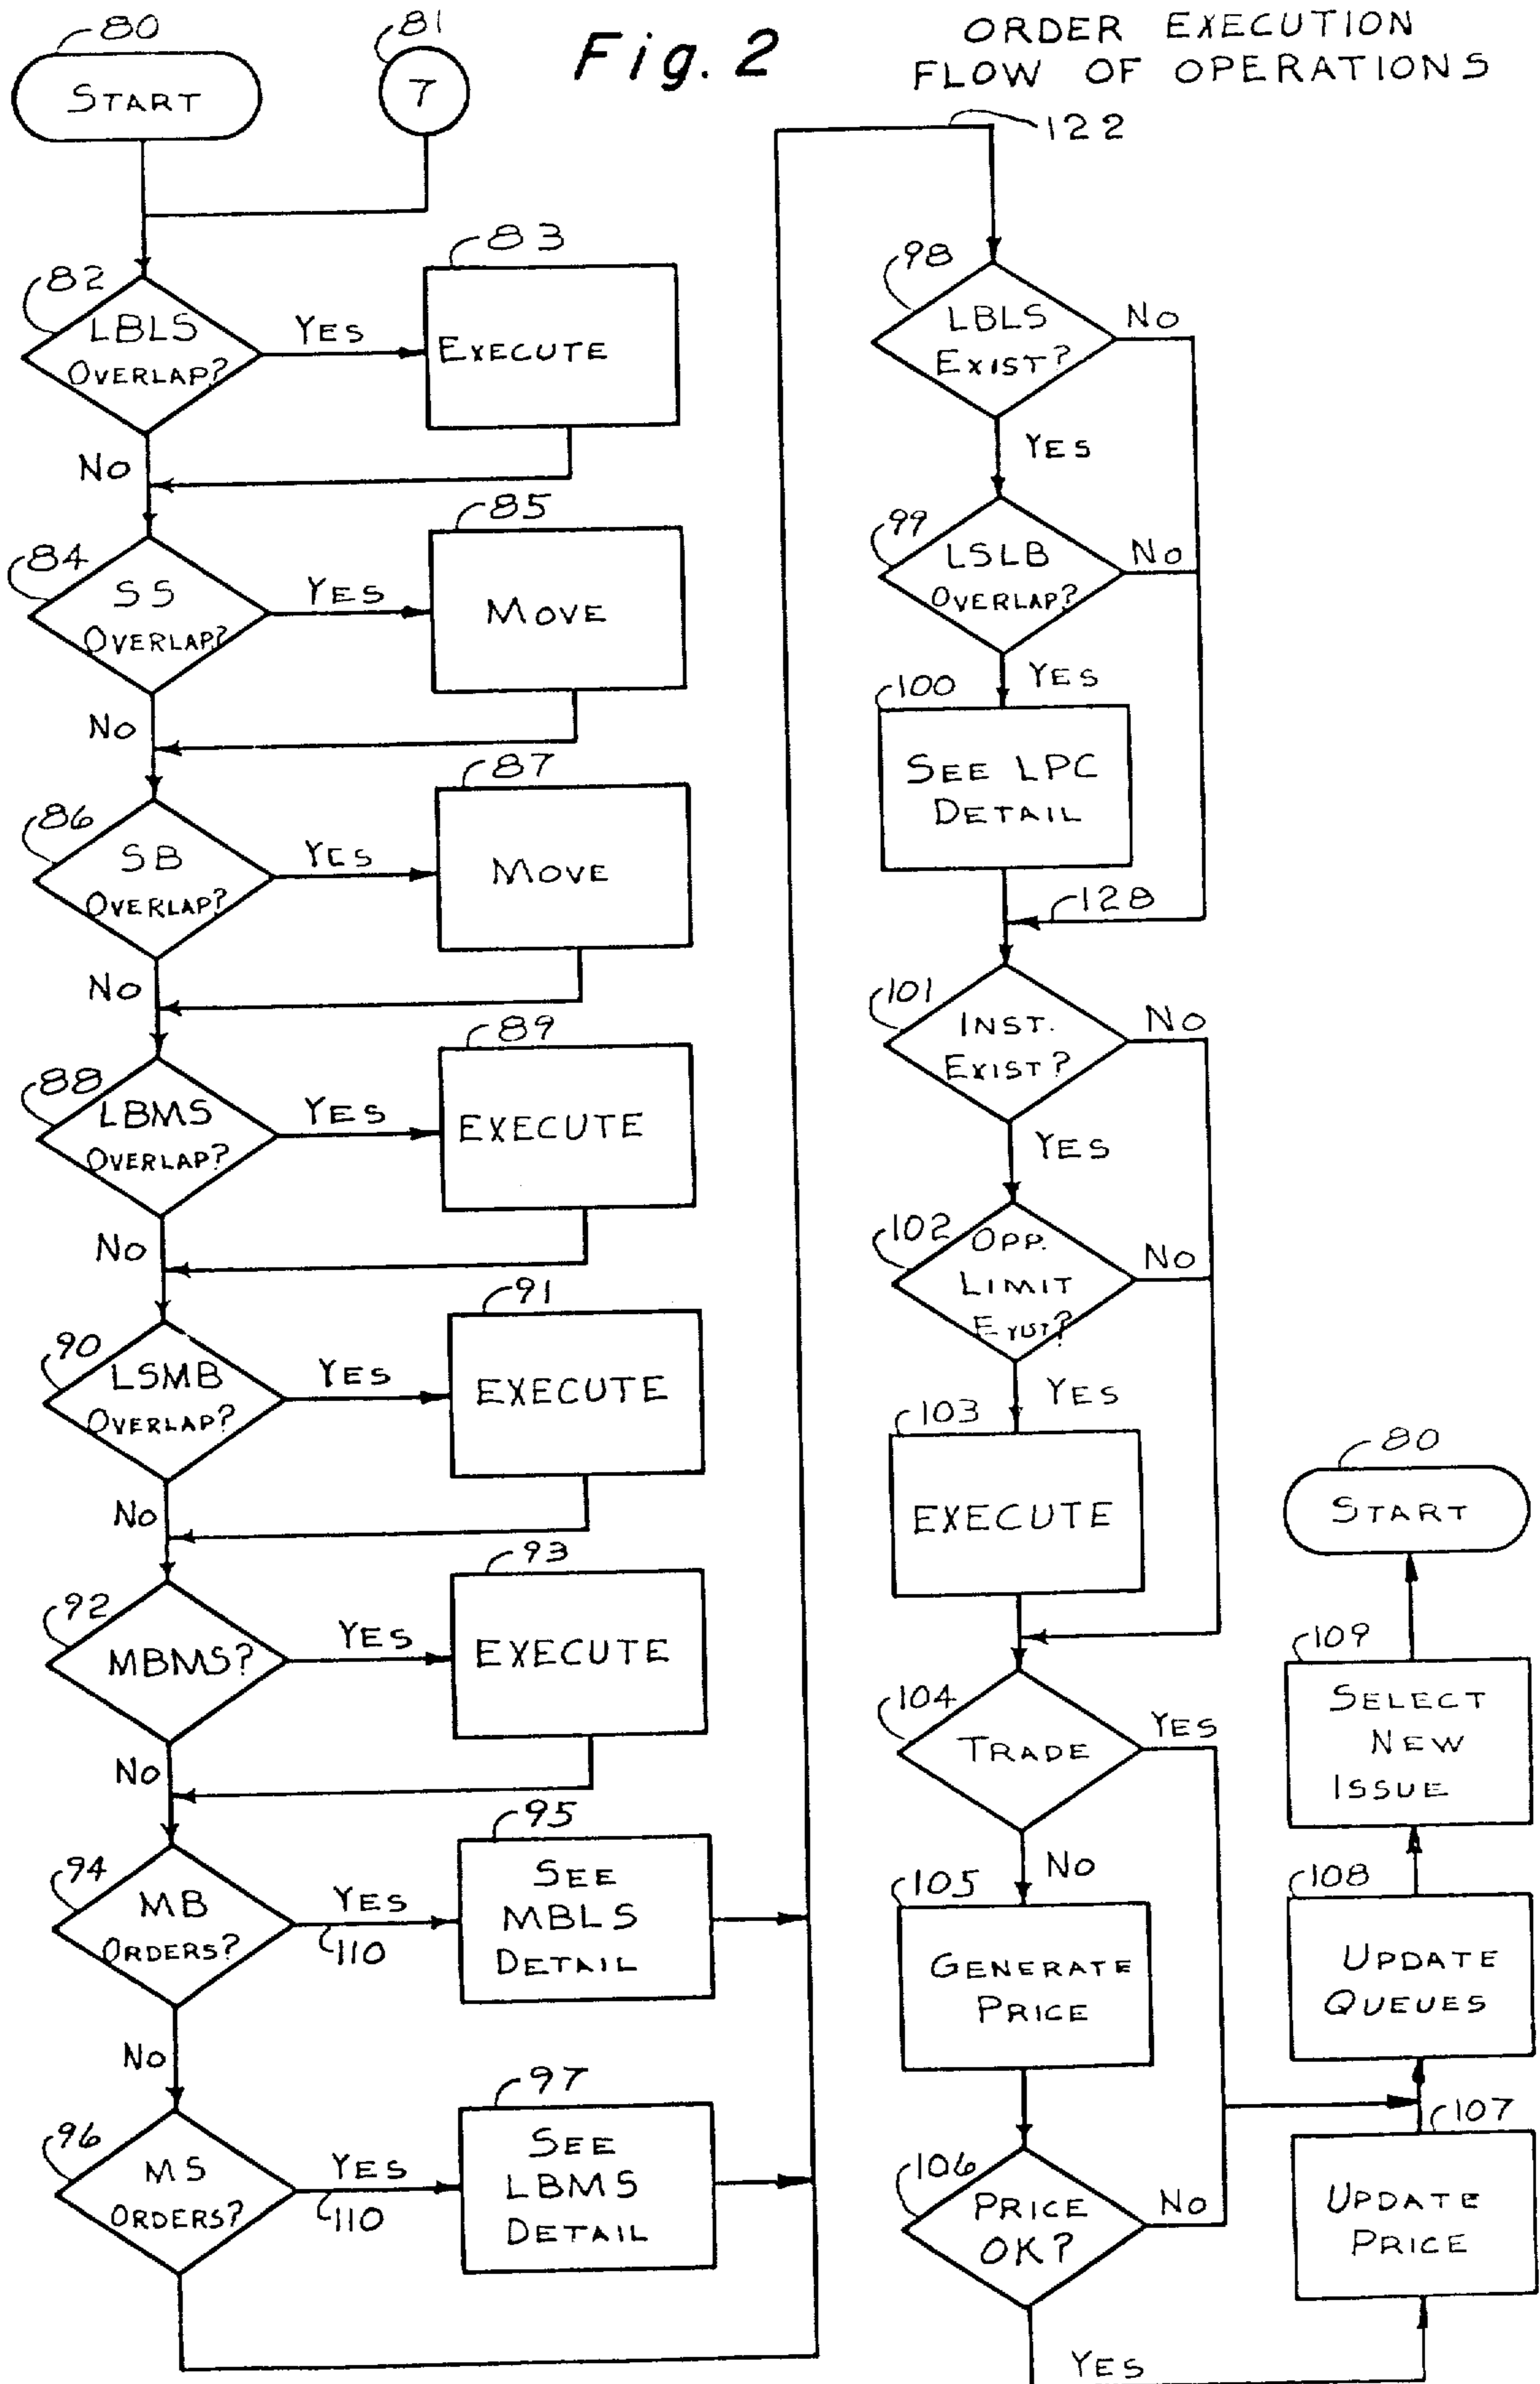 Fig. 2
ORDER EXECUTION
FLOW OF OPERATIONS
80
START
81
7
82
LBLS
OVERLAP?
YES
83
EXECUTE
No
84
SS
OVERLAP?
YES
85
MOVE
No
86
SB
OVERLAP?
YES
87
MOVE
No
88
LBMS
OVERLAP?
YES
89
EXECUTE
No
90
LSMB
OVERLAP?
YES
91
EXECUTE
No
92
MBMS?
YES
93
EXECUTE
No
94
MB
ORDERS?
YES
110
95
SEE
MBLS
DETAIL
No
96
MS
ORDERS?
YES
110
97
SEE
LBMS
DETAIL
122
98
LBLS
EXIST?
No
YES
99
LSLB
OVERLAP?
No
YES
100
SEE LPC
DETAIL
128
101
INST.
EXIST?
No
YES
102
OPP.
LIMIT
EXIST?
No
YES
103
EXECUTE
104
TRADE
YES
No
105
GENERATE
PRICE
106
PRICE
OK?
No
YES
107
UPDATE
PRICE
108
UPDATE
QUEUES
109
SELECT
NEW
ISSUE
80
START